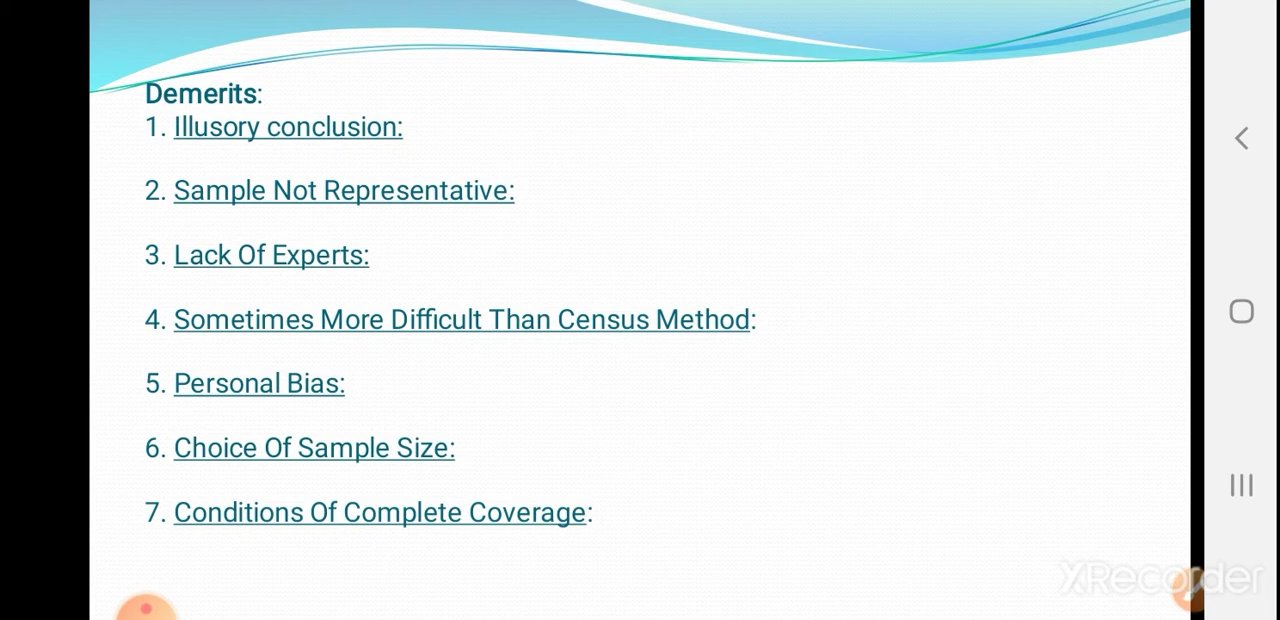 Demerits:
1. Illusory conclusion:
2. Sample Not Representative:
3. Lack Of Experts:
4. Sometimes More Difficult Than Census Method:
5. Personal Bias:
6. Choice Of Sample Size:
7. Conditions Of Complete Coverage:
XRecorder